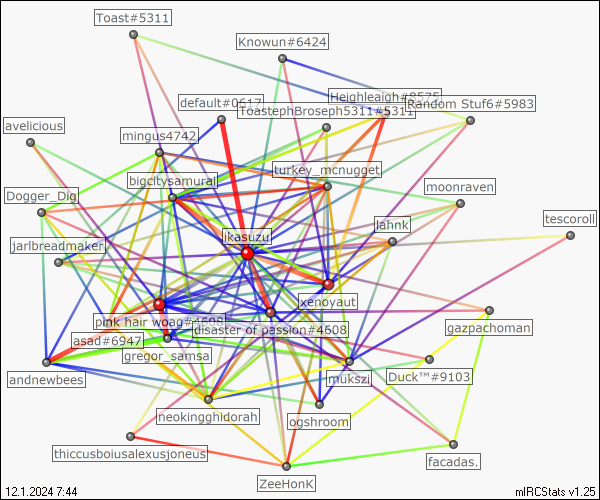 Toast#5311
Knowun#6424
Heighleigh#8575
default#0617
Random Stuf6#5983
ToastephBroseph5311#5311
avelicious
mingus4742
turkey_mcnugget
bigcitysamurai
Dogger_Dig
moonraven
tescoroll
lahnk
jarlbreadmaker
ikasuzu
xenoyaut
pink hair woag#4608
disaster of passion#4608
gazpachoman
asad#6947
gregor_samsa
andnewbees
mukszi
Duck™#9103
neokingghidorah
ogshroom
thiccusboiusalexusjoneus
facadas.
ZeeHonK
12.1.2024 7:44
mIRCStats v1.25